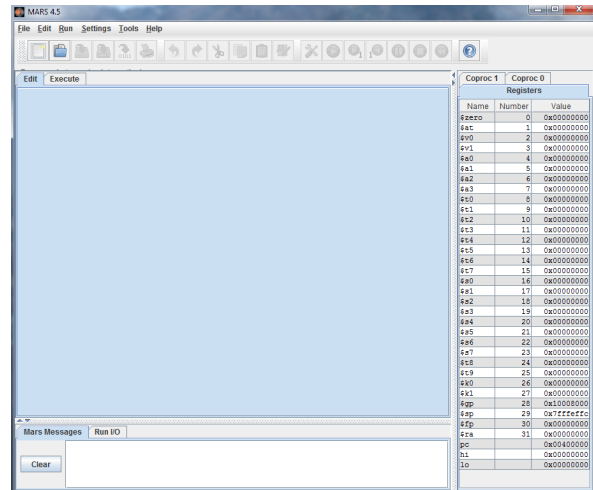 MARS 4.5
File Edit Run Settings Tools Help
Edit Execute
Coproc 1 Coproc 0
Registers
Name Number Value
$zero 0 0x00000000
$at 1 0x00000000
$v0 2 0x00000000
$v1 3 0x00000000
$a0 4 0x00000000
$a1 5 0x00000000
$a2 6 0x00000000
$a3 7 0x00000000
$t0 8 0x00000000
$t1 9 0x00000000
$t2 10 0x00000000
$t3 11 0x00000000
$t4 12 0x00000000
$t5 13 0x00000000
$t6 14 0x00000000
$t7 15 0x00000000
$s0 16 0x00000000
$s1 17 0x00000000
$s2 18 0x00000000
$s3 19 0x00000000
$s4 20 0x00000000
$s5 21 0x00000000
$s6 22 0x00000000
$s7 23 0x00000000
$t8 24 0x00000000
$t9 25 0x00000000
$k0 26 0x00000000
$k1 27 0x00000000
$gp 28 0x10008000
$sp 29 0x7fffeffc
$fp 30 0x00000000
$ra 31 0x00000000
pc 0x00400000
hi 0x00000000
lo 0x00000000
Mars Messages Run I/O
Clear